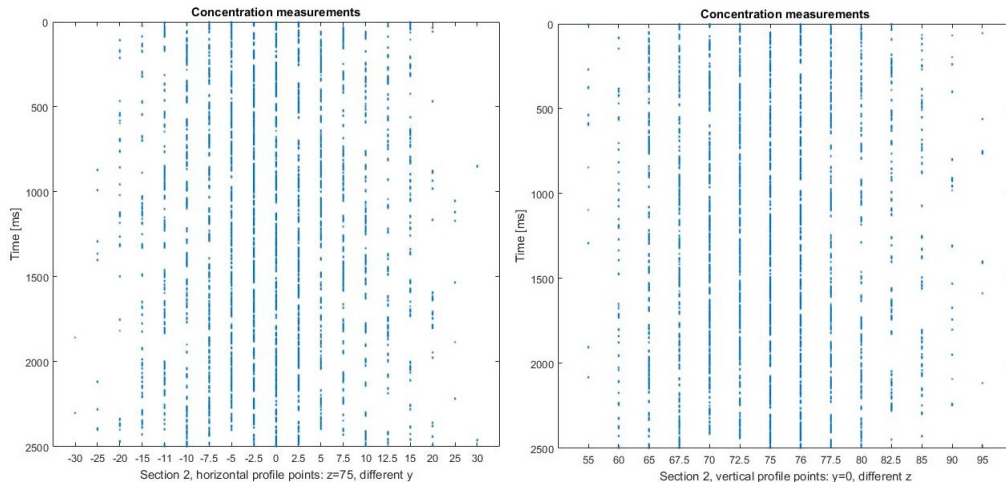 Concentration measurements
0
500
1000
1500
2000
2500
Time [ms]
-30 -25 -20 -15 -11 -10 -7.5 -5 -2.5 0 2.5 5 7.5 10 12.5 15 20 25 30
Section 2, horizontal profile points: z=75, different y
Concentration measurements
0
500
1000
1500
2000
2500
Time [ms]
55 60 65 67.5 70 72.5 75 76 77.5 80 82.5 85 90 95
Section 2, vertical profile points: y=0, different z